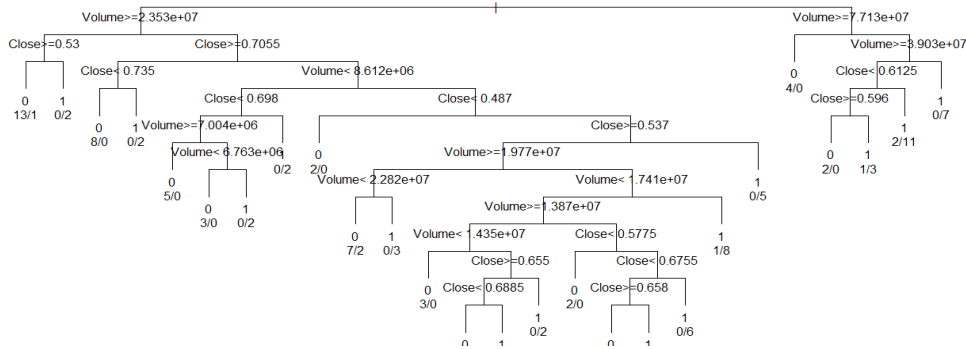 Volume>=2.353e+07
Volume>=7.713e+07
Close>=0.53
Close>=0.7055
Volume>=3.903e+07
Close< 0.735
Volume< 8.612e+06
0
4/0
Close< 0.6125
0
13/1
1
0/2
Close< 0.698
Close< 0.487
Close>=0.596
1
0/7
0
8/0
1
0/2
Volume>=7.004e+06
Close>=0.537
1
2/11
Volume< 6.763e+06
1
0/2
0
2/0
Volume>=1.977e+07
0
2/0
1
1/3
0
5/0
Volume< 2.282e+07
Volume< 1.741e+07
1
0/5
0
3/0
1
0/2
Volume>=1.387e+07
0
7/2
1
0/3
Volume< 1.435e+07
Close< 0.5775
1
1/8
Close>=0.655
Close< 0.6755
0
3/0
Close< 0.6885
0
2/0
Close>=0.658
1
0/2
1
0/6
0
1
0
1